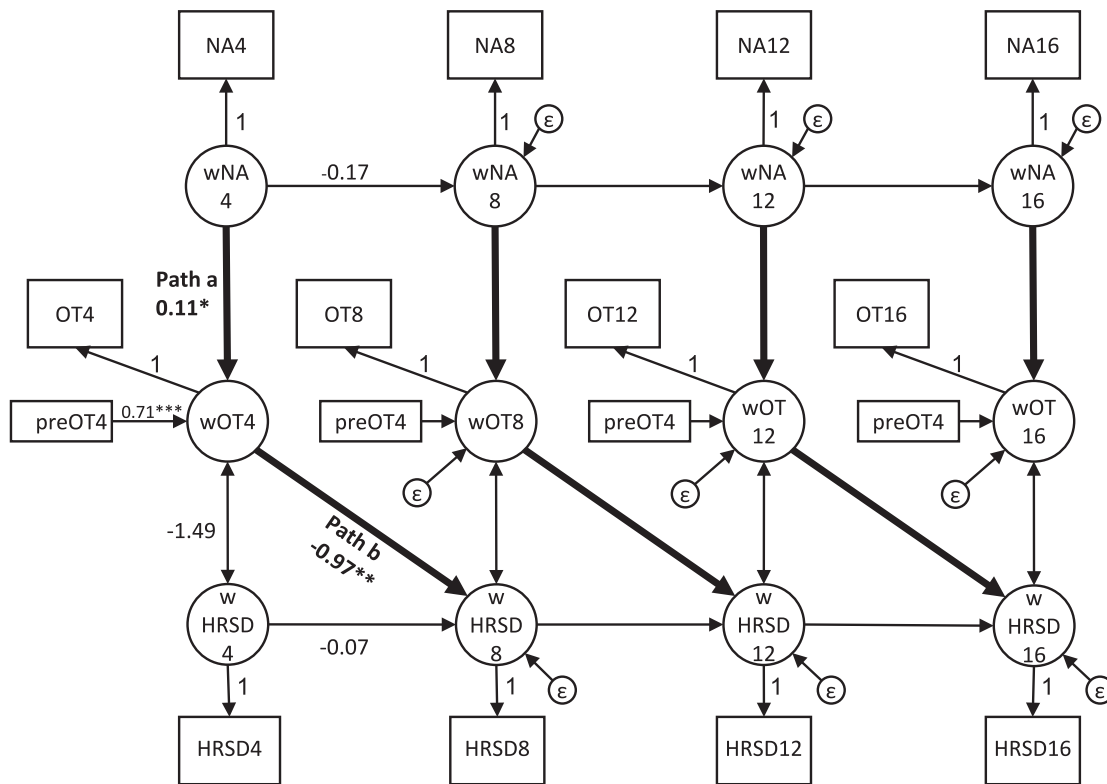 NA4
NA8
NA12
NA16
1
1
ε
1
ε
1
ε
wNA
4
-0.17
wNA
8
wNA
12
wNA
16
Path a
0.11*
OT4
OT8
OT12
OT16
1
1
1
1
preOT4
0.71***
wOT4
preOT4
wOT8
preOT4
wOT
12
preOT4
wOT
16
ε
ε
ε
-1.49
Path b
-0.97**
w
HRSD
4
-0.07
w
HRSD
8
w
HRSD
12
w
HRSD
16
1
1
ε
1
ε
1
ε
HRSD4
HRSD8
HRSD12
HRSD16